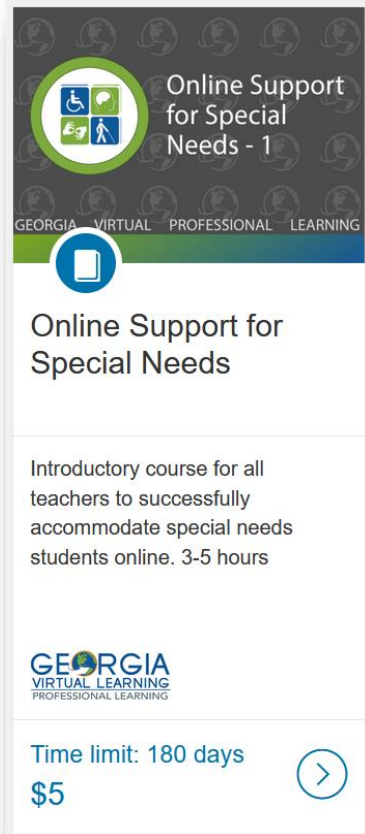 Online Support
for Special
Needs - 1
GEORGIA VIRTUAL PROFESSIONAL LEARNING
Online Support for
Special Needs
Introductory course for all
teachers to successfully
accommodate special needs
students online. 3-5 hours
GEORGIA
VIRTUAL LEARNING
PROFESSIONAL LEARNING
Time limit: 180 days
$5